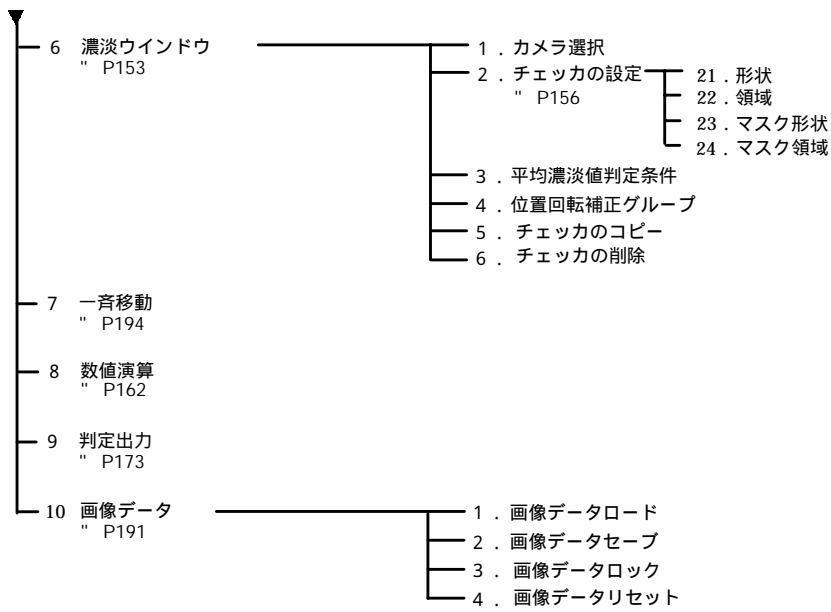 6 濃淡ウインドウ
" P153
1．カメラ選択
2．チェッカの設定
" P156
21．形状
22．領域
23．マスク形状
24．マスク領域
3．平均濃淡値判定条件
4．位置回転補正グループ
5．チェッカのコピー
6．チェッカの削除
7 一斉移動
" P194
8 数値演算
" P162
9 判定出力
" P173
10 画像データ
" P191
1．画像データロード
2．画像データセーブ
3．画像データロック
4．画像データリセット